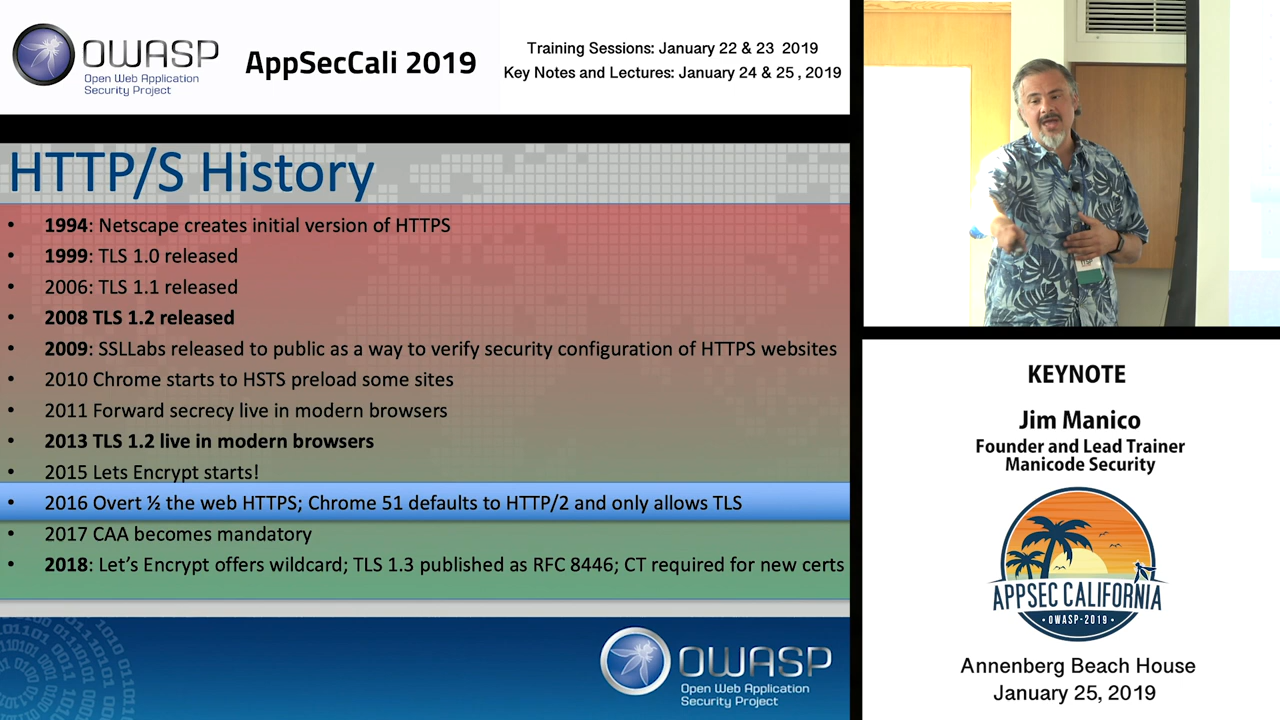 OWASP
Open Web Application
Security Project
AppSecCali 2019
Training Sessions: January 22 & 23 2019
Key Notes and Lectures: January 24 & 25 , 2019
HTTP/S History
• 1994: Netscape creates initial version of HTTPS
• 1999: TLS 1.0 released
• 2006: TLS 1.1 released
• 2008 TLS 1.2 released
• 2009: SSLLabs released to public as a way to verify security configuration of HTTPS websites
• 2010 Chrome starts to HSTS preload some sites
• 2011 Forward secrecy live in modern browsers
• 2013 TLS 1.2 live in modern browsers
• 2015 Lets Encrypt starts!
• 2016 Overt ½ the web HTTPS; Chrome 51 defaults to HTTP/2 and only allows TLS
• 2017 CAA becomes mandatory
• 2018: Let's Encrypt offers wildcard; TLS 1.3 published as RFC 8446; CT required for new certs
OWASP
Open Web Application
Security Project
KEYNOTE
Jim Manico
Founder and Lead Trainer
Manicode Security
APPSEC CALIFORNIA
• OWASP-2019 •
Annenberg Beach House
January 25, 2019